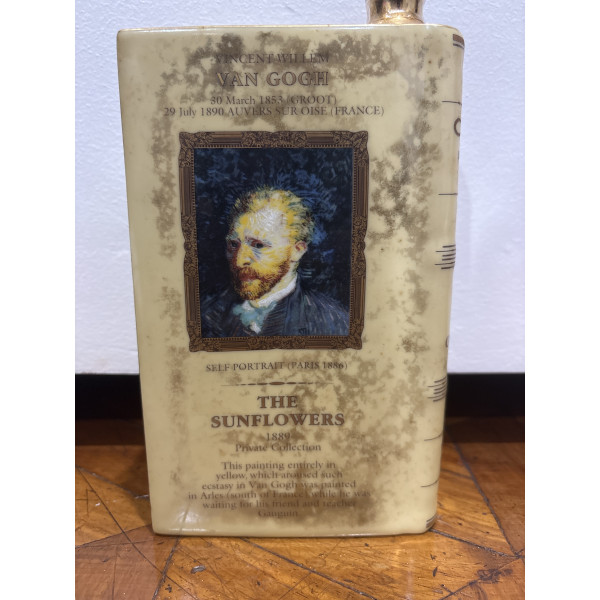 VINCENT WILLEM
VAN GOGH
30 March 1853 (GROOT)
29 July 1890 AUVERS SUR OISE (FRANCE)
SELF-PORTRAIT (PARIS 1886)
THE
SUNFLOWERS
1889
Private Collection
This painting entirely in
yellow, which aroused such
ecstasy in Van Gogh was painted
in Arles (south of France) while he was
waiting for his friend and teacher
Gauguin